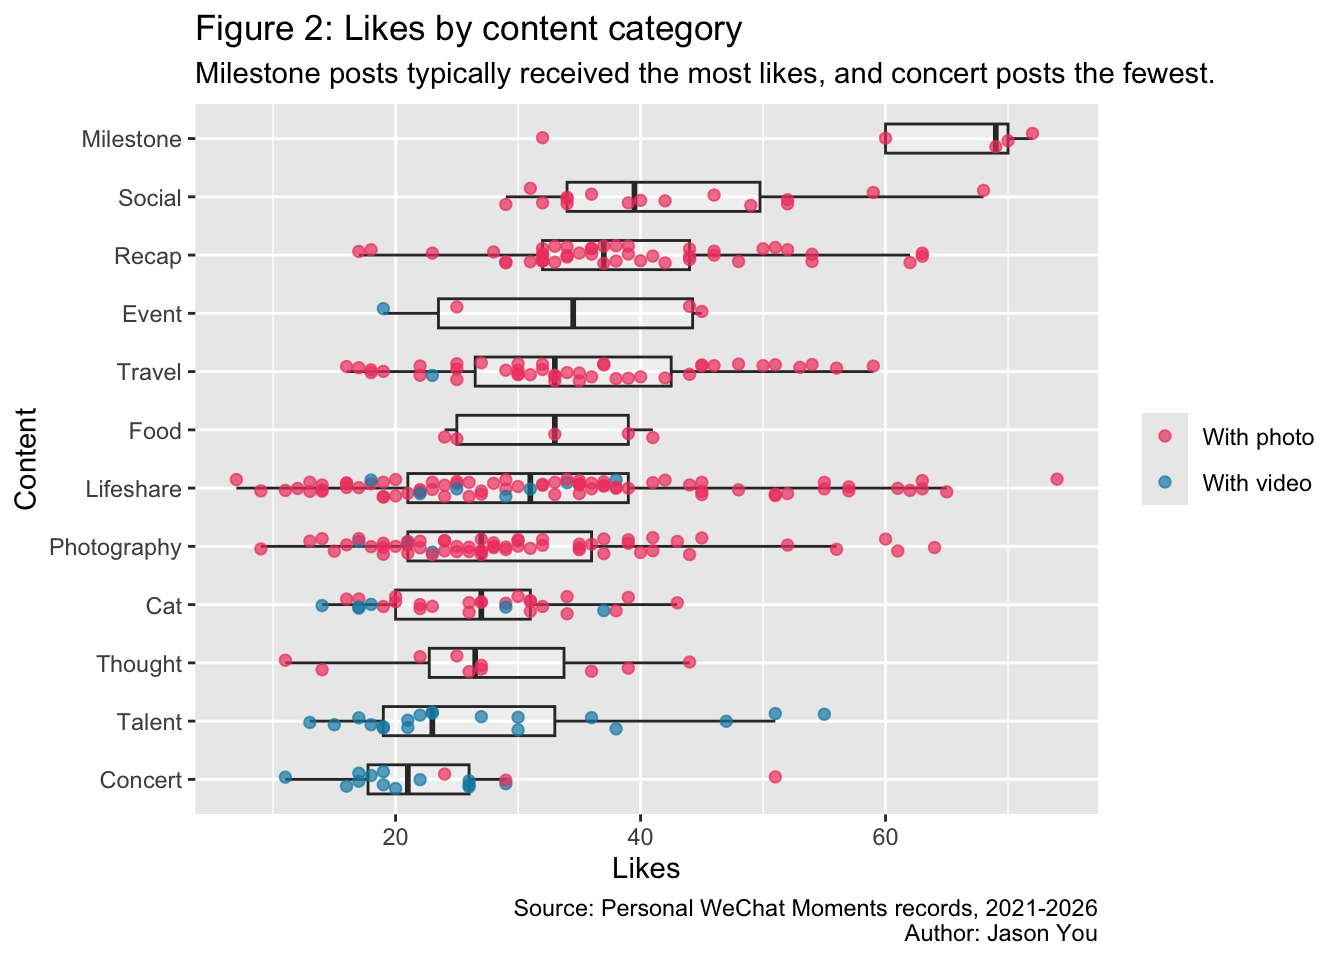 Figure 2: Likes by content category
Milestone posts typically received the most likes, and concert posts the fewest.
Content
Milestone
Social
Recap
Event
Travel
Food
Lifeshare
Photography
Cat
Thought
Talent
Concert
20 40 60
Likes
With photo
With video
Source: Personal WeChat Moments records, 2021-2026
Author: Jason You